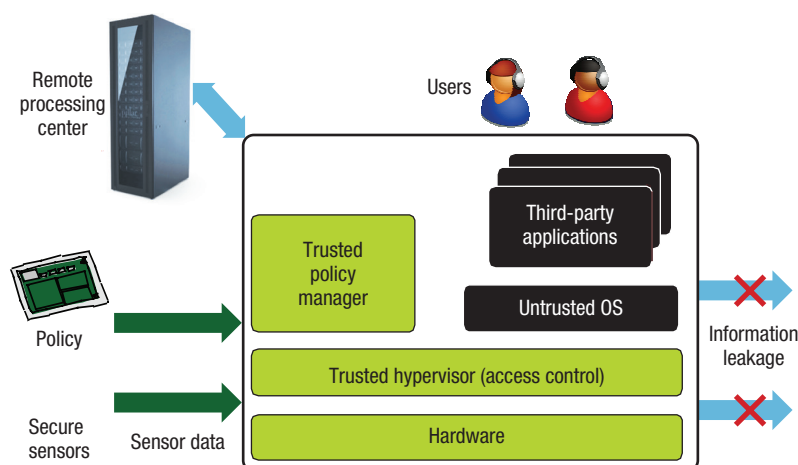 Remote
processing
center
Users
Third-party
applications
Trusted
policy
manager
Untrusted OS
Policy
Information
leakage
Trusted hypervisor (access control)
Secure
sensors
Sensor data
Hardware